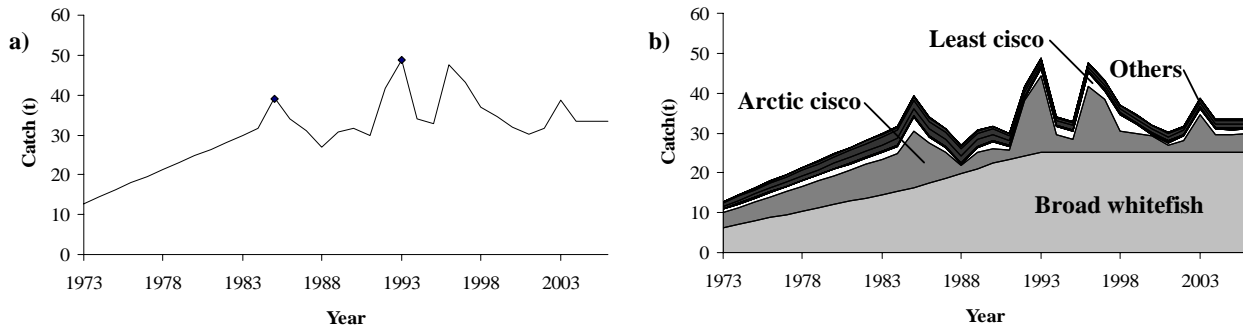 a)
Catch (t)
60
50
40
30
20
10
0
1973 1978 1983 1988 1993 1998 2003
Year
b)
Catch(t)
60
50
40
30
20
10
0
Least cisco
Others
Arctic cisco
Broad whitefish
1973 1978 1983 1988 1993 1998 2003
Year